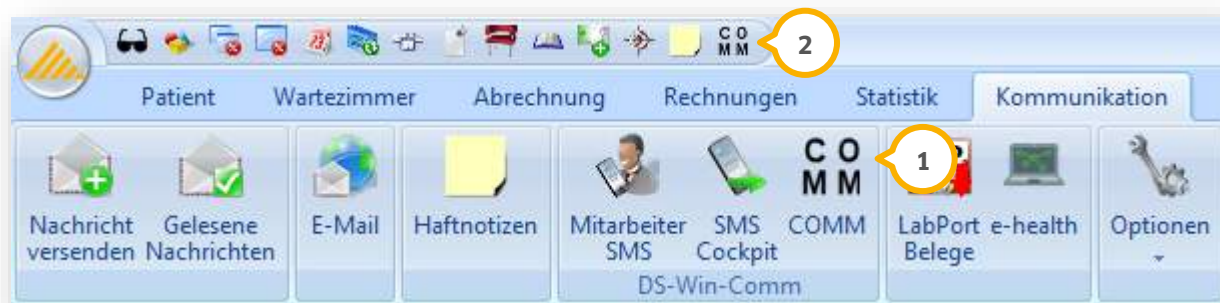 C O
M M
2
Patient Wartezimmer Abrechnung Rechnungen Statistik Kommunikation
C O
M M
1
Nachricht versenden
Gelesene Nachrichten
E-Mail
Haftnotizen
Mitarbeiter SMS
SMS Cockpit
COMM
LabPort Belege
e-health
Optionen
DS-Win-Comm